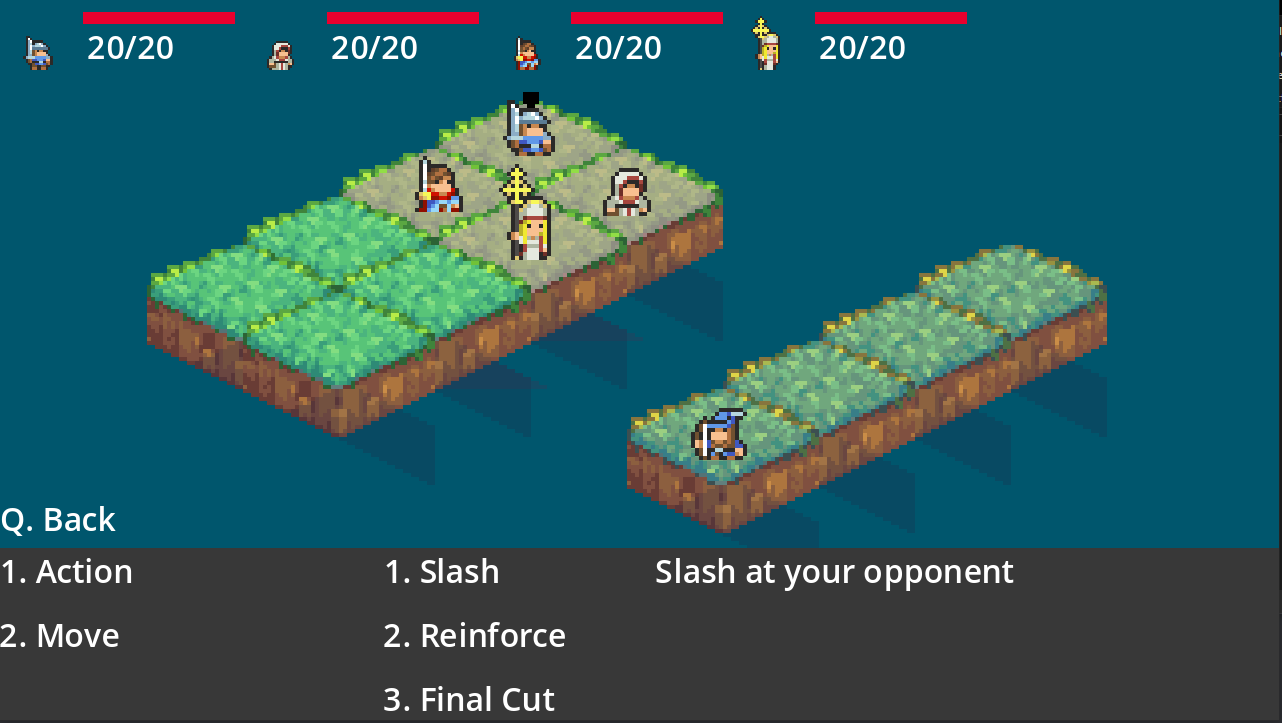 20/20 20/20 20/20 20/20
Q. Back
1. Action 1. Slash Slash at your opponent
2. Move 2. Reinforce
3. Final Cut